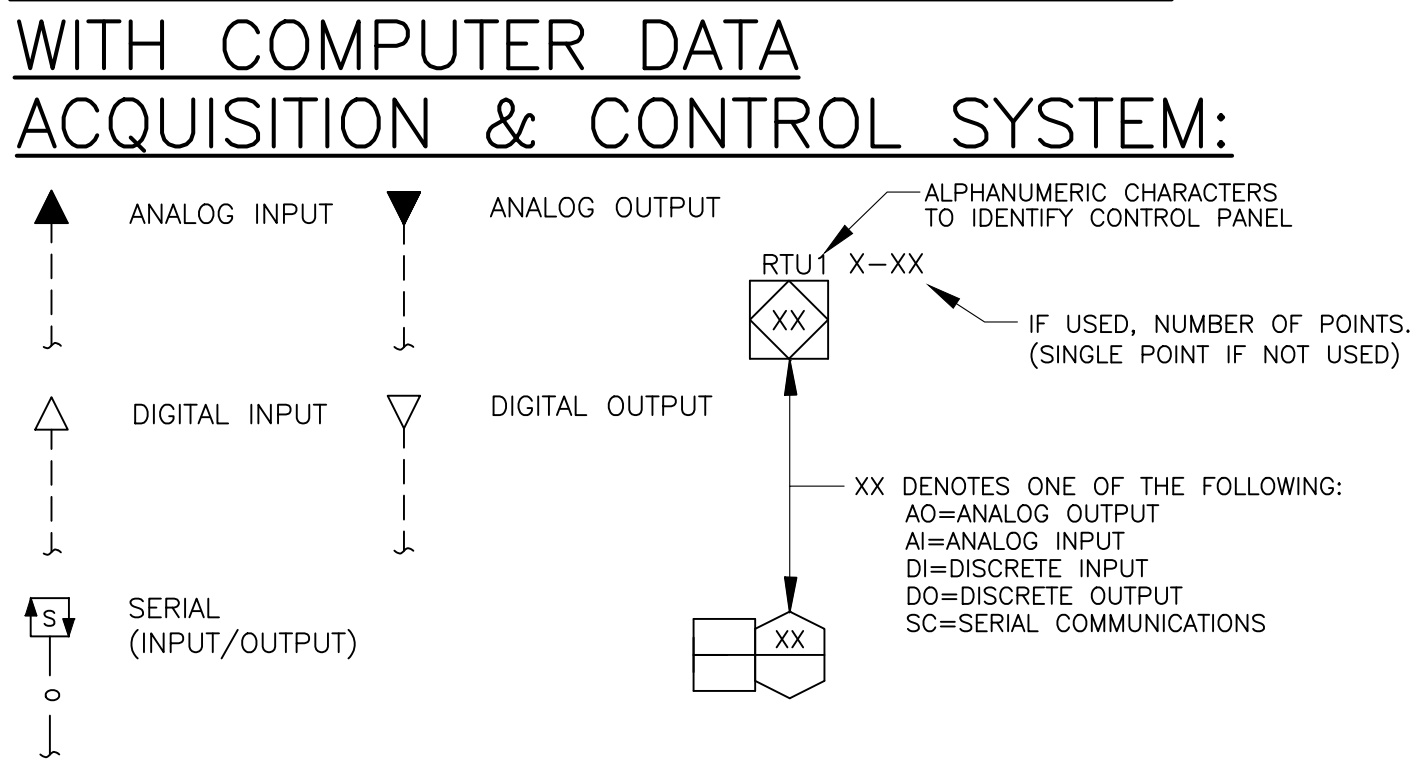 WITH COMPUTER DATA
ACQUISITION & CONTROL SYSTEM:
ANALOG INPUT
ANALOG OUTPUT
ALPHANUMERIC CHARACTERS
TO IDENTIFY CONTROL PANEL
RTU1 X-XX
XX
IF USED, NUMBER OF POINTS.
(SINGLE POINT IF NOT USED)
DIGITAL INPUT
DIGITAL OUTPUT
XX DENOTES ONE OF THE FOLLOWING:
AO=ANALOG OUTPUT
AI=ANALOG INPUT
DI=DISCRETE INPUT
DO=DISCRETE OUTPUT
SC=SERIAL COMMUNICATIONS
S
SERIAL
(INPUT/OUTPUT)
XX